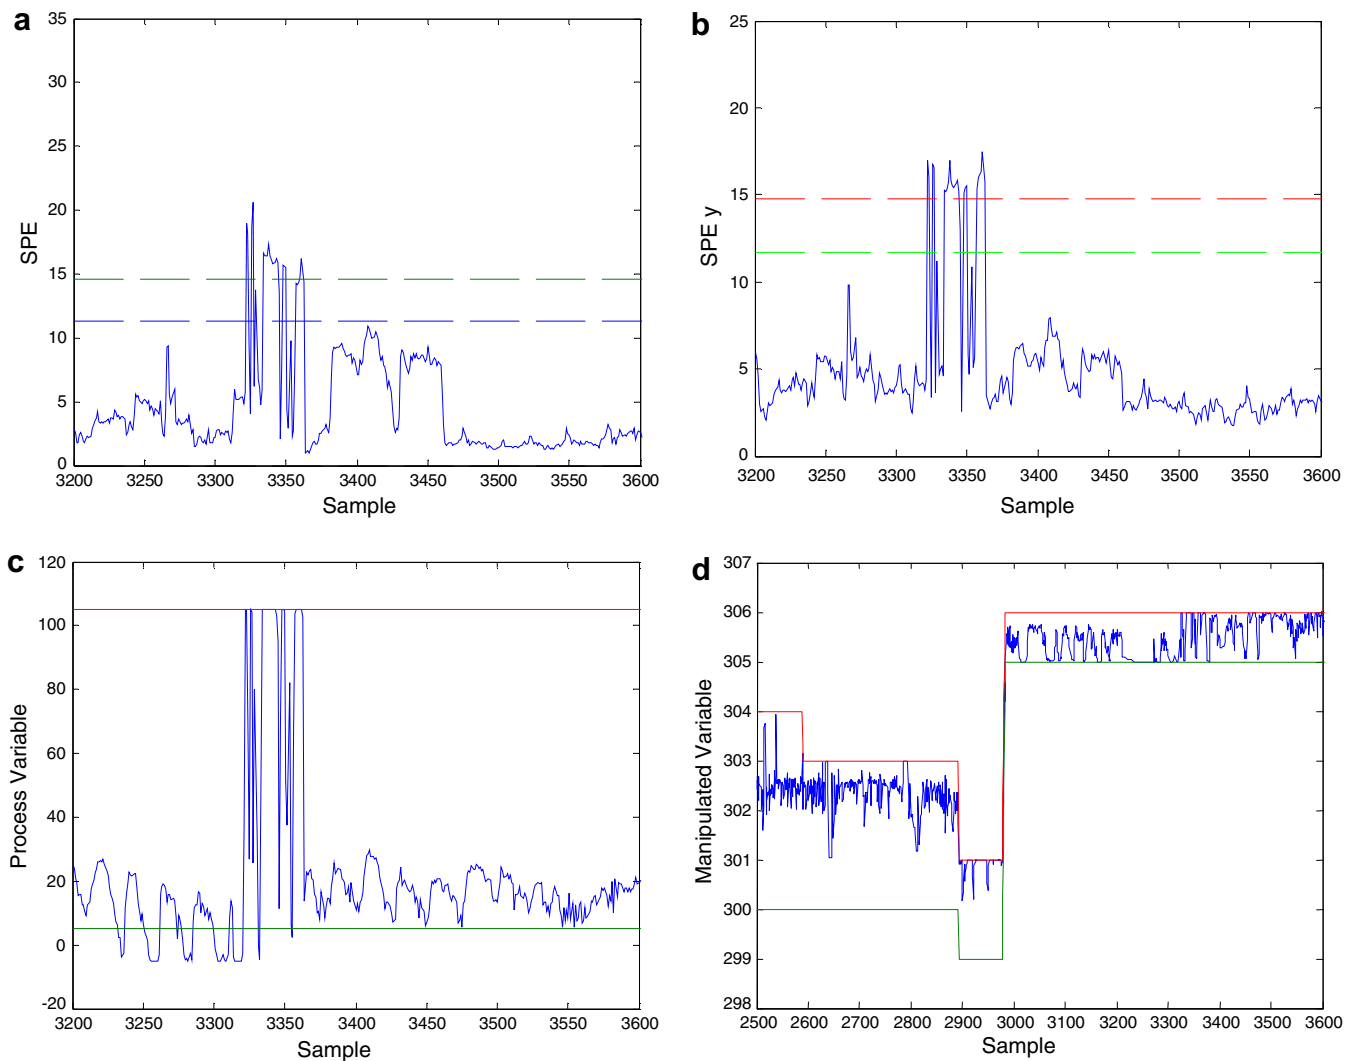 a
35
30
25
20
15
10
5
0
SPE
3200 3250 3300 3350 3400 3450 3500 3550 3600
Sample
b
25
20
15
10
5
0
SPE y
3200 3250 3300 3350 3400 3450 3500 3550 3600
Sample
c
120
100
80
60
40
20
0
-20
Process Variable
3200 3250 3300 3350 3400 3450 3500 3550 3600
Sample
d
307
306
305
304
303
302
301
300
299
298
Manipulated Variable
2500 2600 2700 2800 2900 3000 3100 3200 3300 3400 3500 3600
Sample